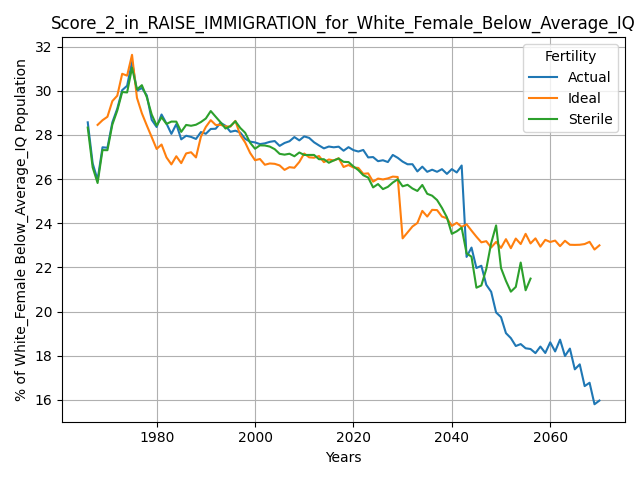 Score_2_in_RAISE_IMMIGRATION_for_White_Female_Below_Average_IQ
% of White_Female Below_Average_IQ Population
32
30
28
26
24
22
20
18
16
Fertility
Actual
Ideal
Sterile
1980
2000
2020
2040
2060
Years